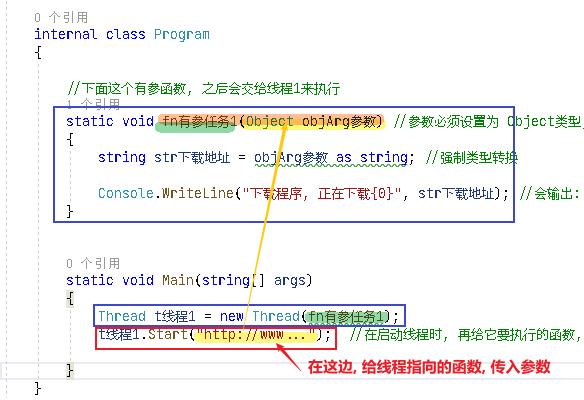 0 个引用
internal class Program
{
//下面这个有参函数, 之后会交给线程1来执行
1 个引用
static void fn有参任务1(Object objArg参数) //参数必须设置为 Object类型,
{
string str下载地址 = objArg参数 as string; //强制类型转换
Console.WriteLine("下载程序, 正在下载{0}", str下载地址); //会输出:
}
0 个引用
static void Main(string[] args)
{
Thread t线程1 = new Thread(fn有参任务1);
t线程1.Start("http://www..."); //在启动线程时, 再给它要执行的函数,
在这边, 给线程指向的函数, 传入参数
}
}